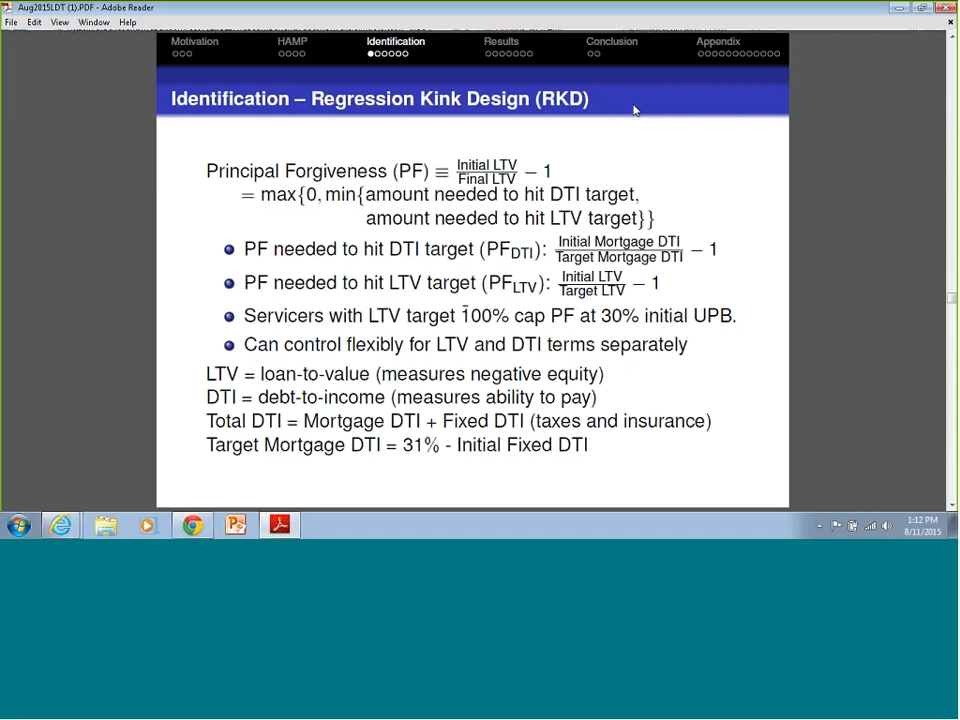 Aug2015LDT (1).PDF - Adobe Reader
File Edit View Window Help
Motivation HAMP Identification Results Conclusion Appendix
Identification – Regression Kink Design (RKD)
Principal Forgiveness (PF) ≡ Initial LTV / Final LTV − 1
= max{0, min{amount needed to hit DTI target,
amount needed to hit LTV target}}
PF needed to hit DTI target (PF_DTI): Initial Mortgage DTI / Target Mortgage DTI − 1
PF needed to hit LTV target (PF_LTV): Initial LTV / Target LTV − 1
Servicers with LTV target 100% cap PF at 30% initial UPB.
Can control flexibly for LTV and DTI terms separately
LTV = loan-to-value (measures negative equity)
DTI = debt-to-income (measures ability to pay)
Total DTI = Mortgage DTI + Fixed DTI (taxes and insurance)
Target Mortgage DTI = 31% - Initial Fixed DTI
1:12 PM
8/11/2015